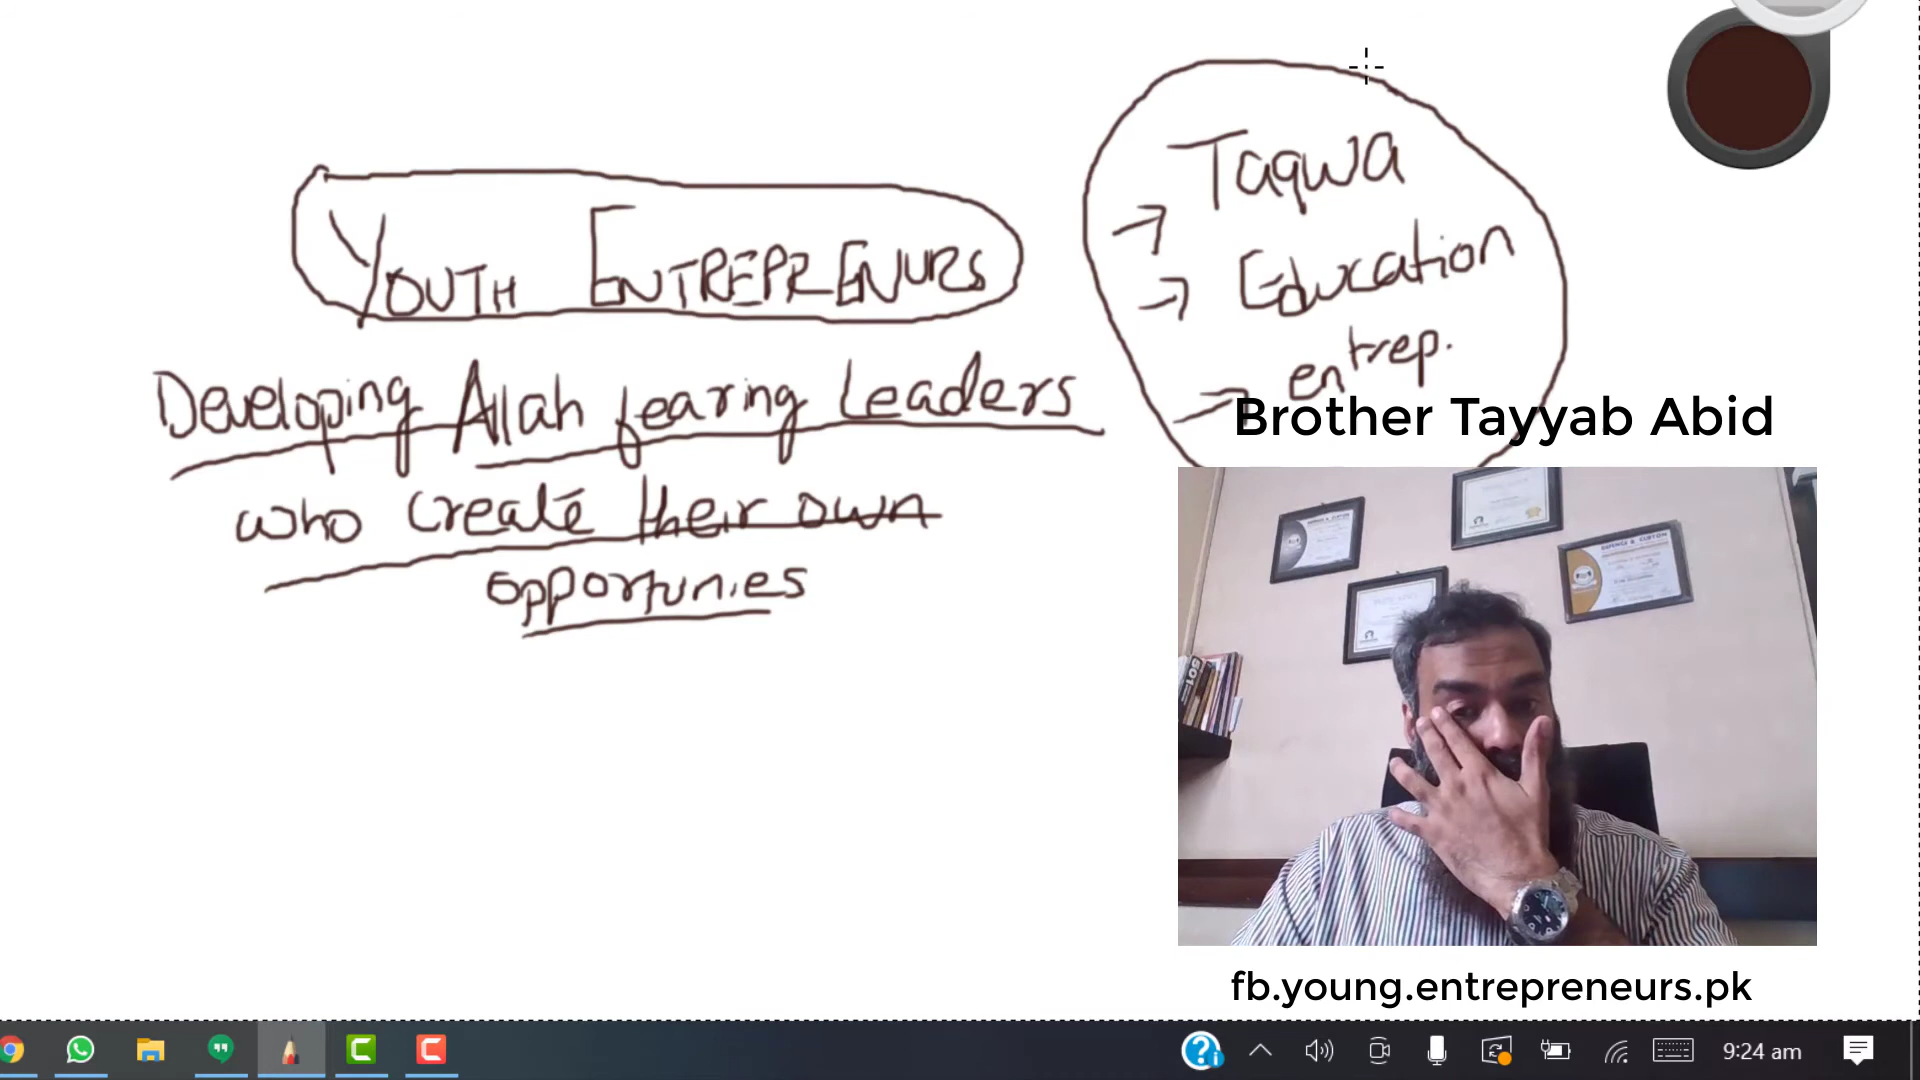 YOUTH ENTREPRENURS
Developing Allah fearing Leaders
who create their own
opportunies
→ Taqwa
→ Education
→ entrep.
Brother Tayyab Abid
fb.young.entrepreneurs.pk
9:24 am